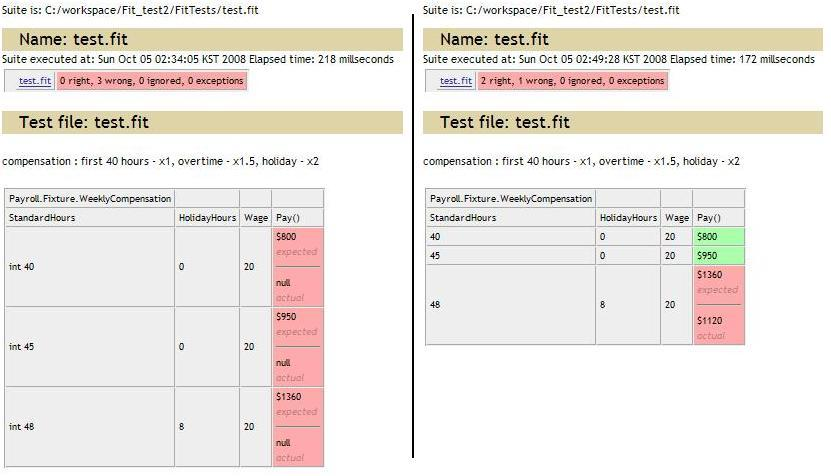 Suite is: C:/workspace/Fit_test2/FitTests/test.fit
Name: test.fit
Suite executed at: Sun Oct 05 02:34:05 KST 2008 Elapsed time: 218 millseconds
test.fit 0 right, 3 wrong, 0 ignored, 0 exceptions
Test file: test.fit
compensation : first 40 hours - x1, overtime - x1.5, holiday - x2
Payroll.Fixture.WeeklyCompensation
StandardHours HolidayHours Wage Pay()
int 40 0 20 $800
expected
null
actual
int 45 0 20 $950
expected
null
actual
int 48 8 20 $1360
expected
null
actual
Suite is: C:/workspace/Fit_test2/FitTests/test.fit
Name: test.fit
Suite executed at: Sun Oct 05 02:49:28 KST 2008 Elapsed time: 172 millseconds
test.fit 2 right, 1 wrong, 0 ignored, 0 exceptions
Test file: test.fit
compensation : first 40 hours - x1, overtime - x1.5, holiday - x2
Payroll.Fixture.WeeklyCompensation
StandardHours HolidayHours Wage Pay()
40 0 20 $800
45 0 20 $950
48 8 20 $1360
expected
$1120
actual